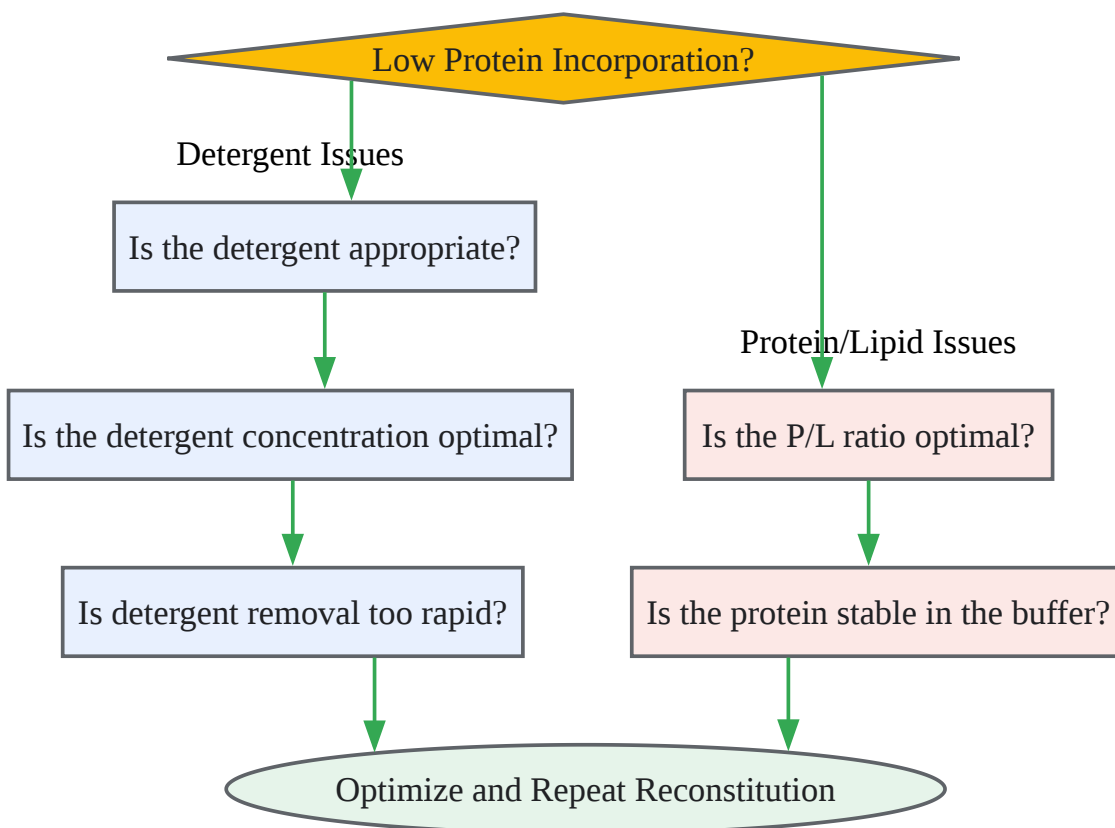 Low Protein Incorporation?
Detergent Issues
Is the detergent appropriate?
Protein/Lipid Issues
Is the detergent concentration optimal?
Is the P/L ratio optimal?
Is detergent removal too rapid?
Is the protein stable in the buffer?
Optimize and Repeat Reconstitution